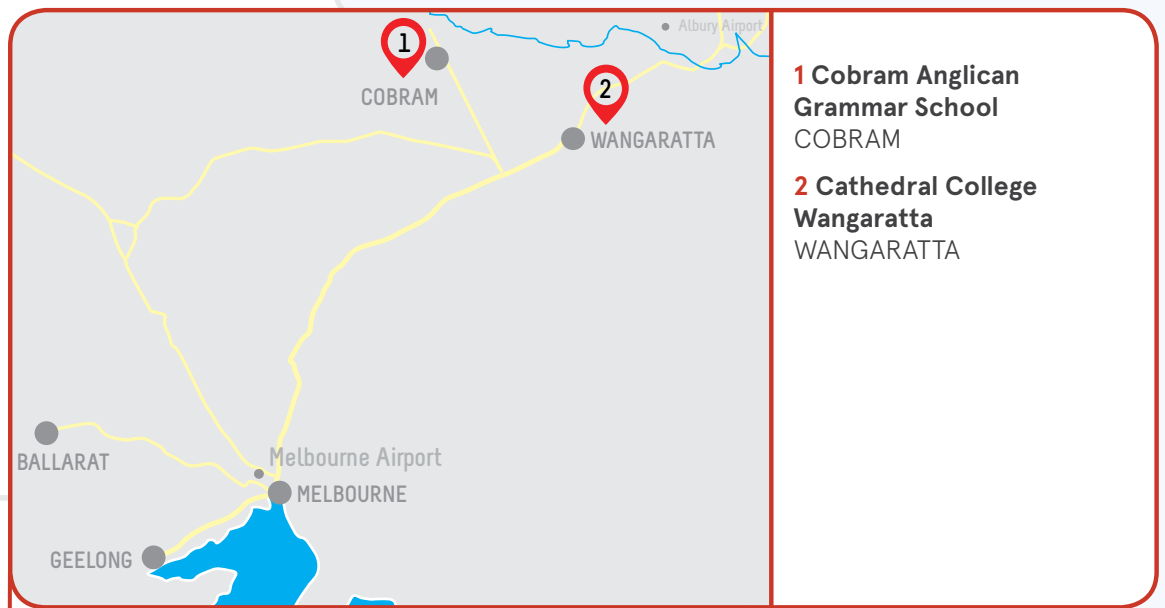 Albury Airport
1
COBRAM
2
WANGARATTA
BALLARAT
Melbourne Airport
MELBOURNE
GEELONG
1 Cobram Anglican
Grammar School
COBRAM
2 Cathedral College
Wangaratta
WANGARATTA